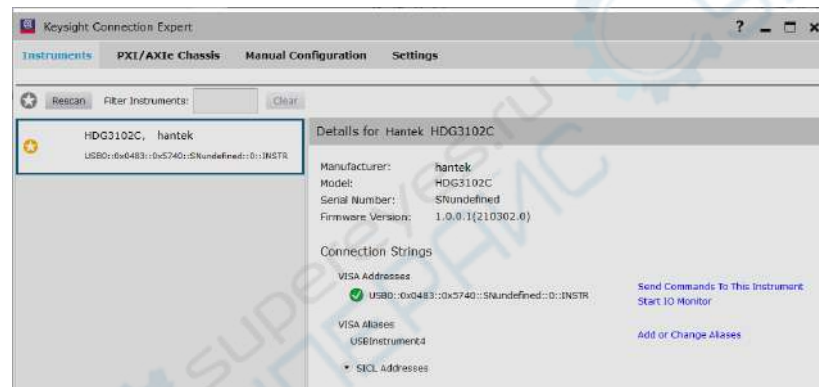 Keysight Connection Expert
? _ □ ×
Instruments PXI/AXIe Chassis Manual Configuration Settings
Rescan Filter Instruments: Clear
HDG3102C, hantek
USB0::0x0483::0x5740::SNundefined::0::INSTR
Details for Hantek HDG3102C
Manufacturer: hantek
Model: HDG3102C
Serial Number: SNundefined
Firmware Version: 1.0.0.1(210302.0)
Connection Strings
VISA Addresses
USB0::0x0483::0x5740::SNundefined::0::INSTR
Send Commands To This Instrument
Start IO Monitor
VISA Aliases
USBInstrument4
Add or Change Aliases
SICL Addresses
supereyes.ru
СУПЕРАЙС